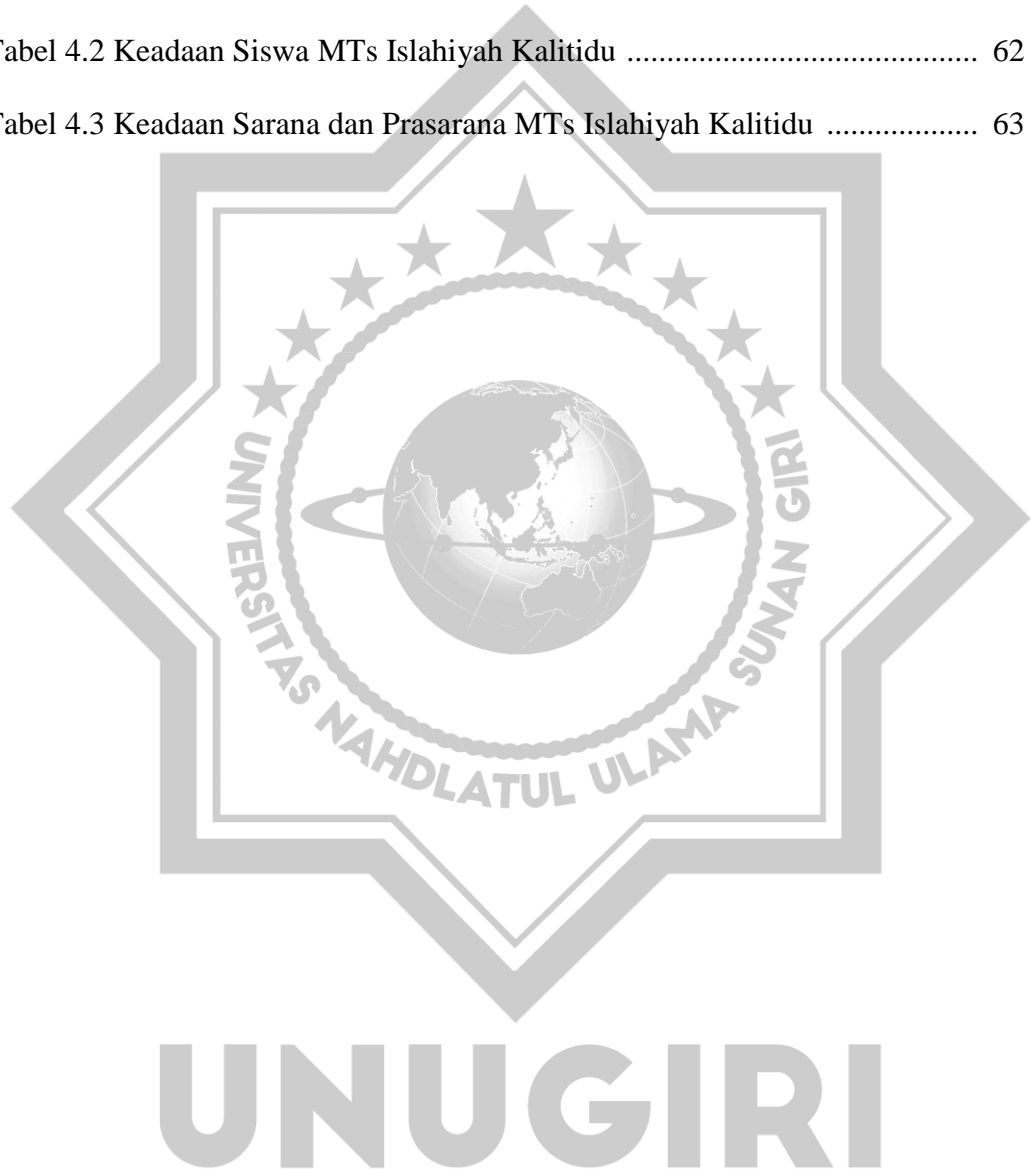 Tabel 4.2 Keadaan Siswa MTs Islahiyah Kalitidu ............................................ 62
Tabel 4.3 Keadaan Sarana dan Prasarana MTs Islahiyah Kalitidu ................... 63
UNIVERSITAS NAHDLATUL ULAMA SUNAN GIRI
UNUGIRI